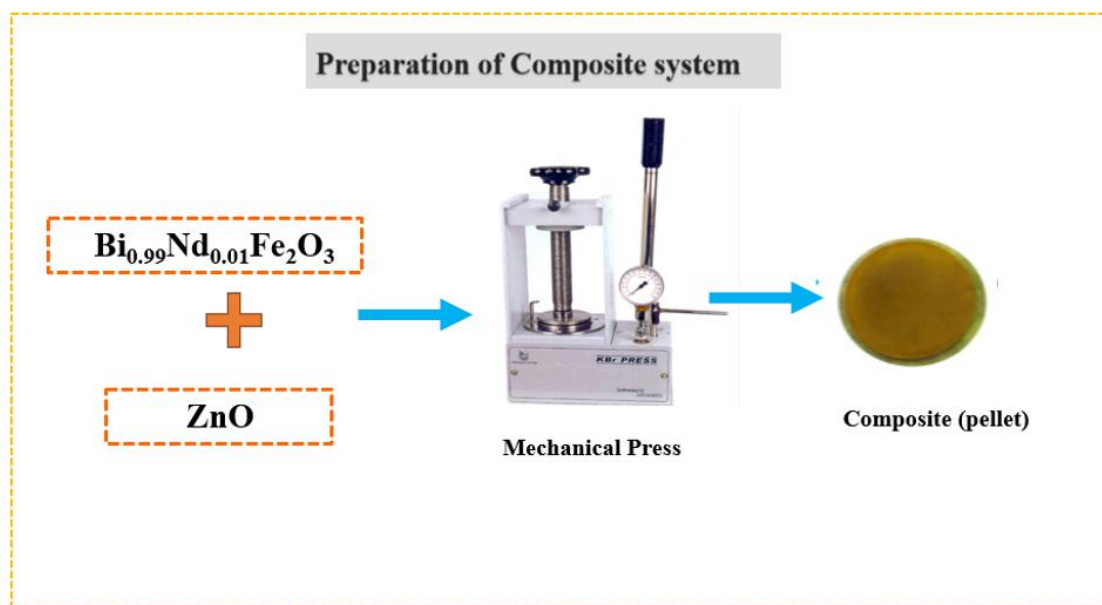 Preparation of Composite system
Bi₀.₉₉Nd₀.₀₁Fe₂O₃
ZnO
KBr PRESS
Mechanical Press
Composite (pellet)